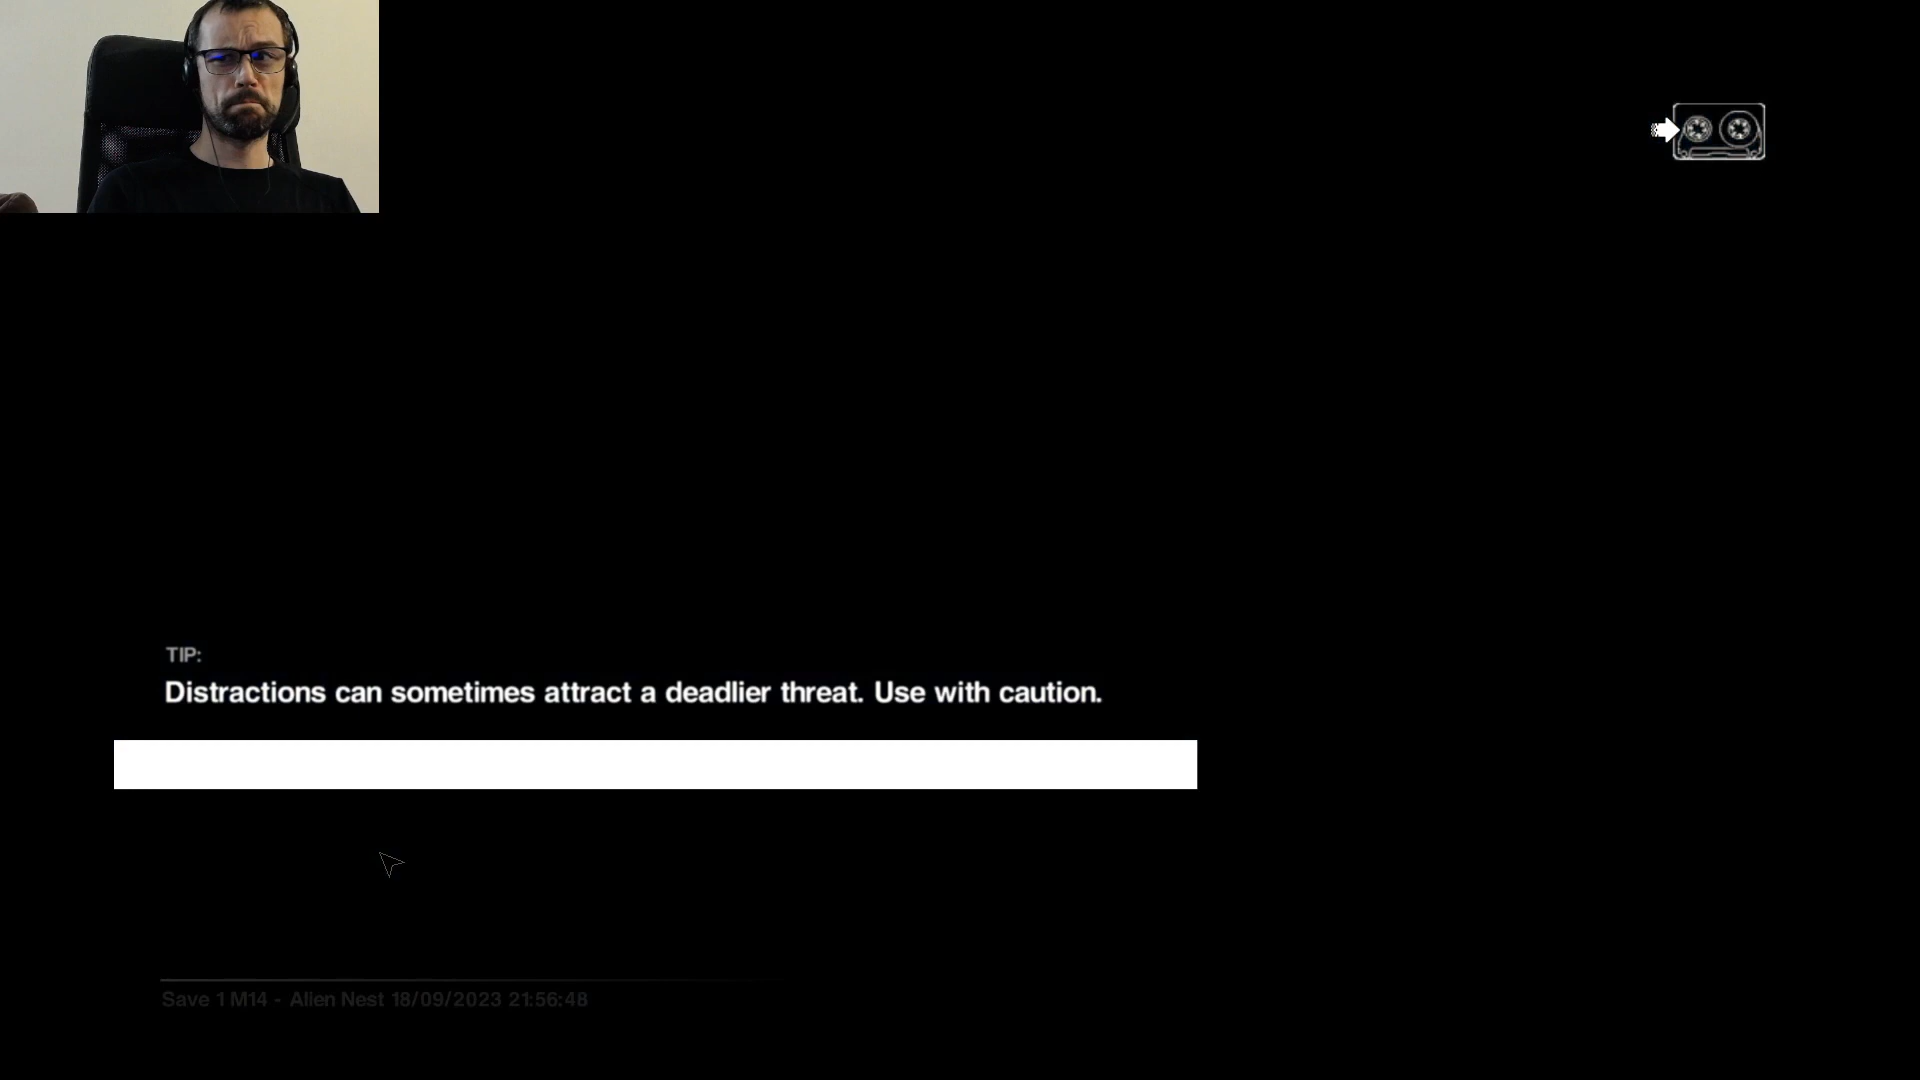 TIP:
Distractions can sometimes attract a deadlier threat. Use with caution.
Save 1 M14 - Alien Nest 18/09/2023 21:56:48